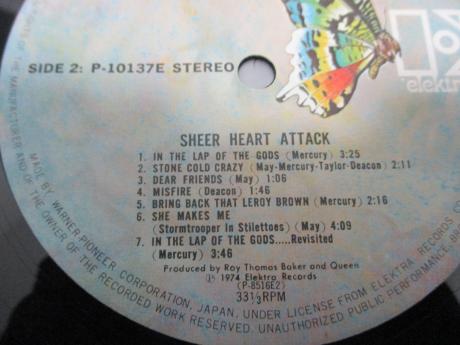 elektra
SIDE 2: P-10137E STEREO
SHEER HEART ATTACK
1. IN THE LAP OF THE GODS (Mercury) 3:25
2. STONE COLD CRAZY (May-Mercury-Taylor-Deacon) 2:11
3. DEAR FRIENDS (May) 1:06
4. MISFIRE (Deacon) 1:46
5. BRING BACK THAT LEROY BROWN (Mercury) 2:16
6. SHE MAKES ME
(Stormtrooper In Stilettoes) (May) 4:09
7. IN THE LAP OF THE GODS.....Revisited
(Mercury) 3:46
Produced by Roy Thomas Baker and Queen
Ⓟ 1974 Elektra Records
(P-8516E2)
33⅓RPM
MADE BY WARNER-PIONEER CORPORATION, JAPAN, UNDER LICENSE FROM ELEKTRA RECORDS
OF THE MANUFACTURER AND OF THE OWNER OF THE RECORDED WORK RESERVED. UNAUTHORIZED PUBLIC PERFORMANCE,